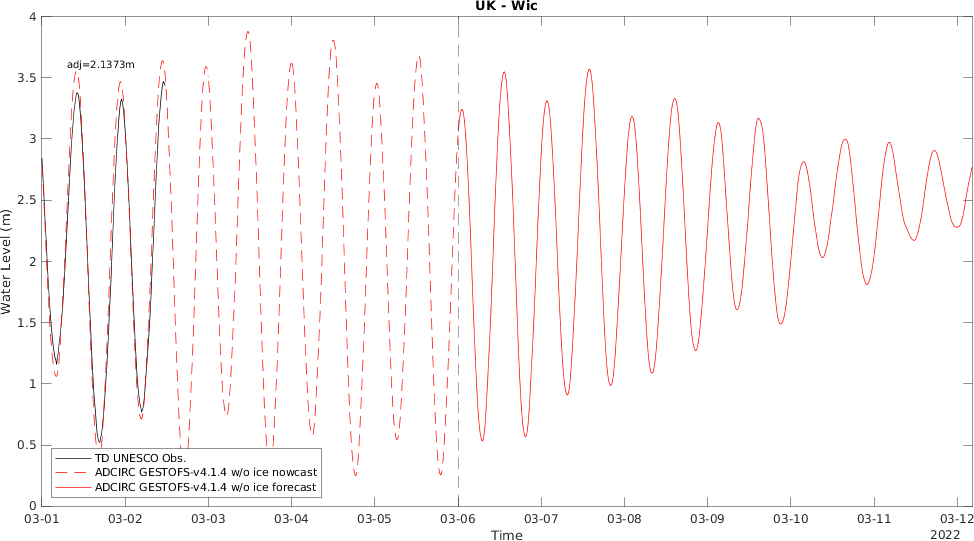 UK - Wic
4
3.5
3
2.5
2
1.5
1
0.5
0
Water Level (m)
adj=2.1373m
TD UNESCO Obs.
ADCIRC GESTOFS-v4.1.4 w/o ice nowcast
ADCIRC GESTOFS-v4.1.4 w/o ice forecast
03-01 03-02 03-03 03-04 03-05 03-06 03-07 03-08 03-09 03-10 03-11 03-12
Time
2022